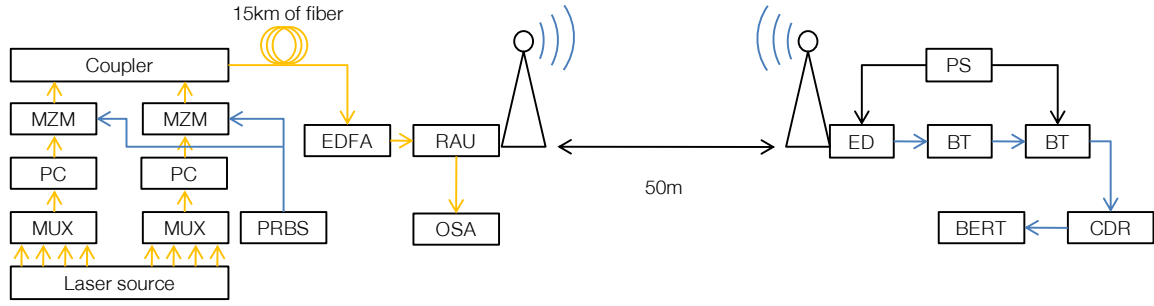 15km of fiber
Coupler
PS
MZM MZM
EDFA RAU
ED BT BT
PC PC
50m
MUX MUX PRBS OSA
BERT CDR
Laser source